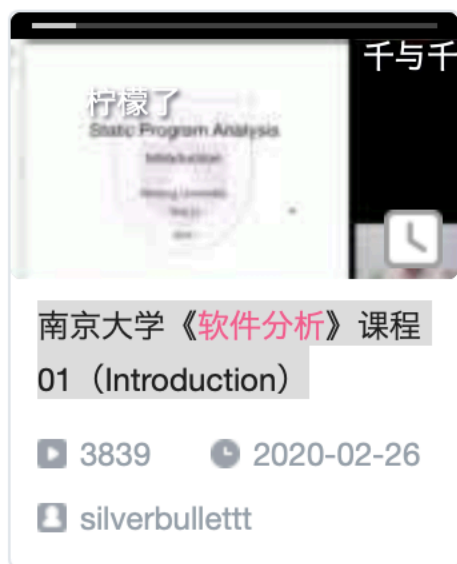 千与千
柠檬了
Static Program Analysis
Introduction
南京大学《软件分析》课程
01（Introduction）
3839
2020-02-26
silverbullettt